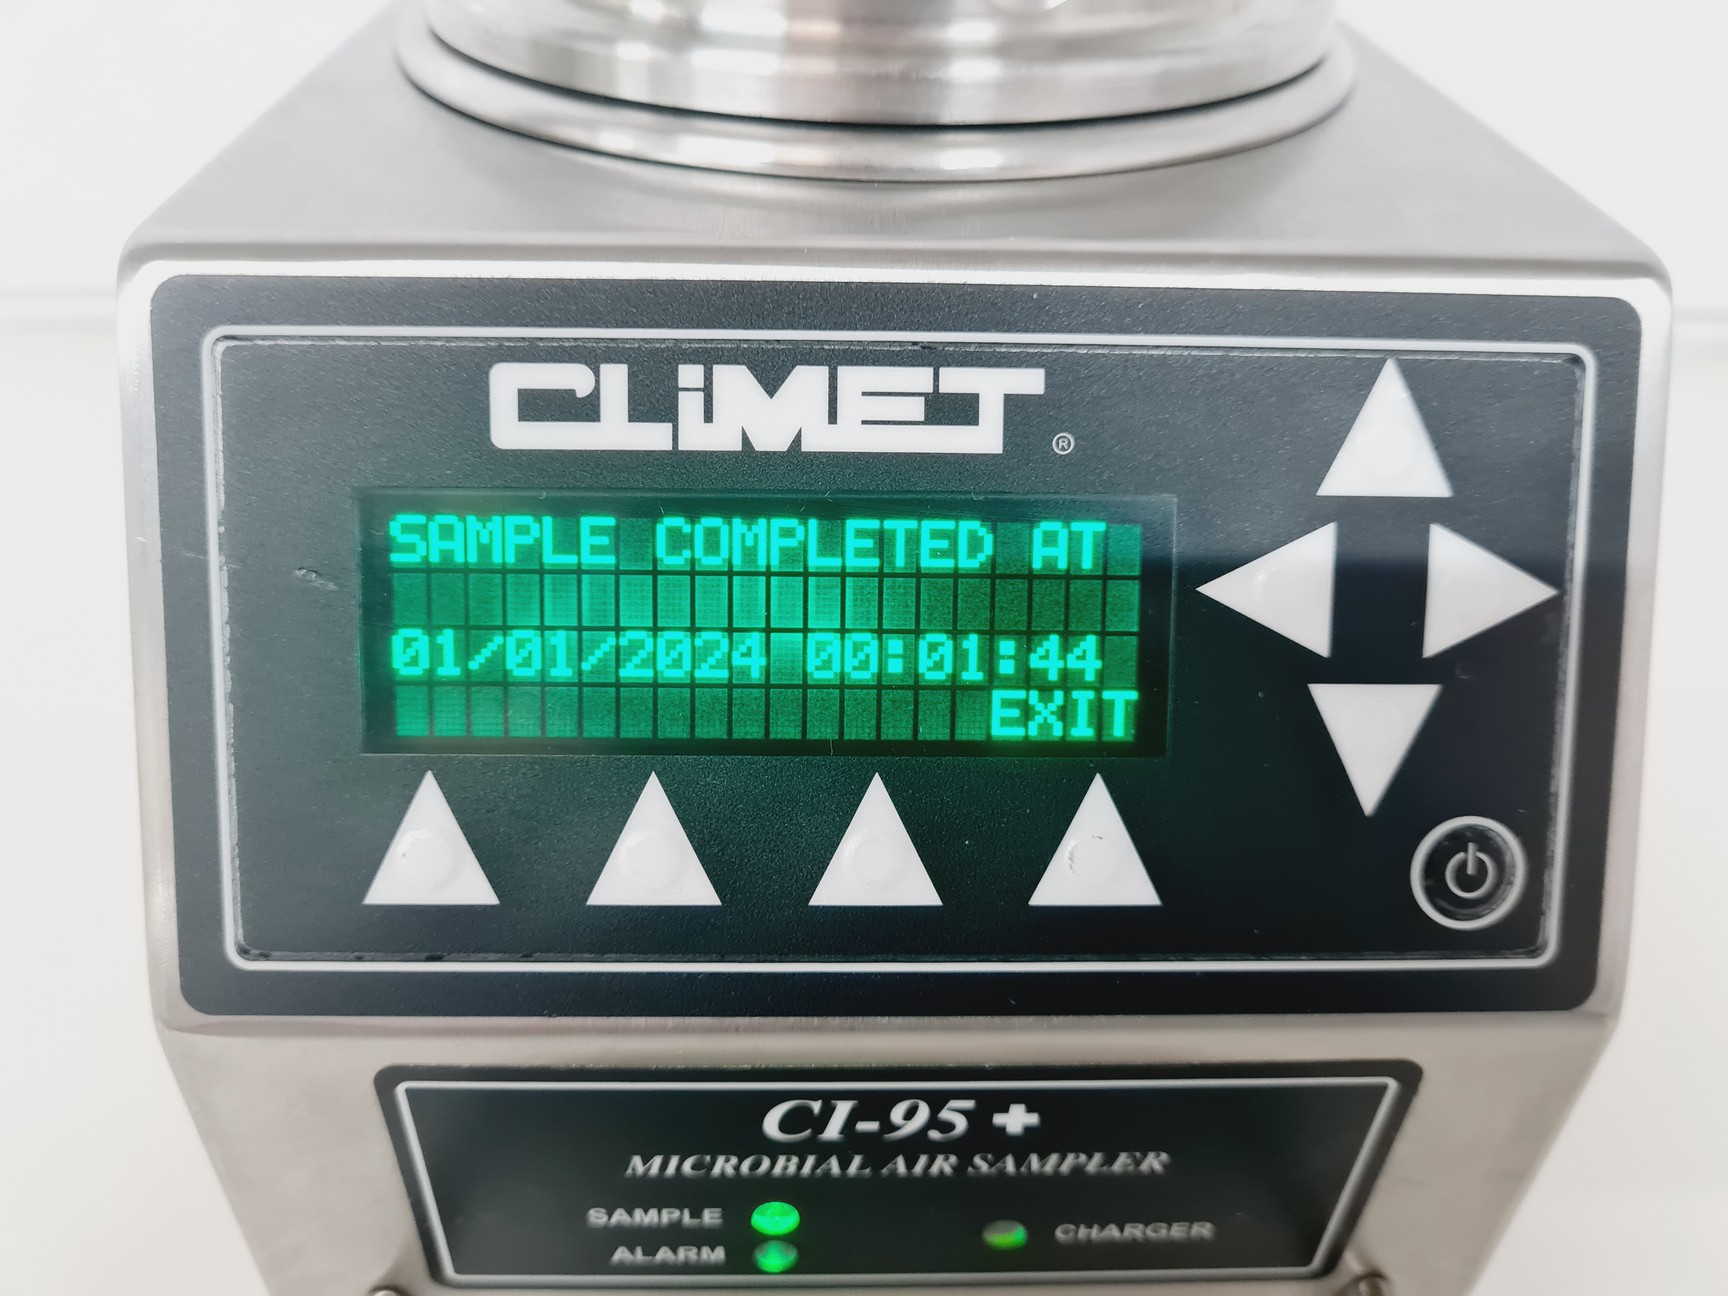 CLiMET ®
SAMPLE COMPLETED AT
01/01/2024 00:01:44
EXIT
CI-95+
MICROBIAL AIR SAMPLER
SAMPLE
ALARM
CHARGER